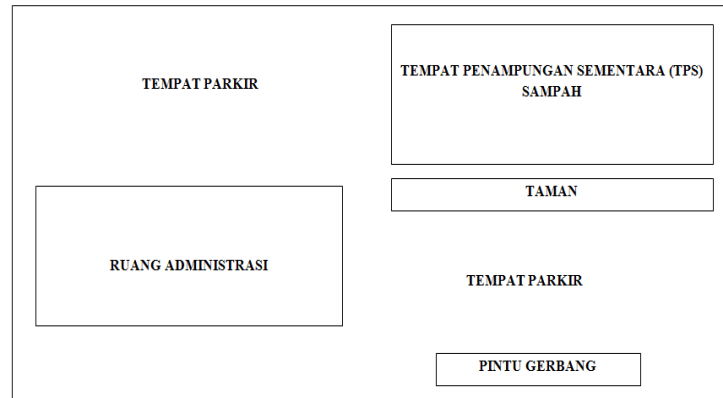 TEMPAT PARKIR
TEMPAT PENAMPUNGAN SEMENTARA (TPS)
SAMPAH
TAMAN
RUANG ADMINISTRASI
TEMPAT PARKIR
PINTU GERBANG